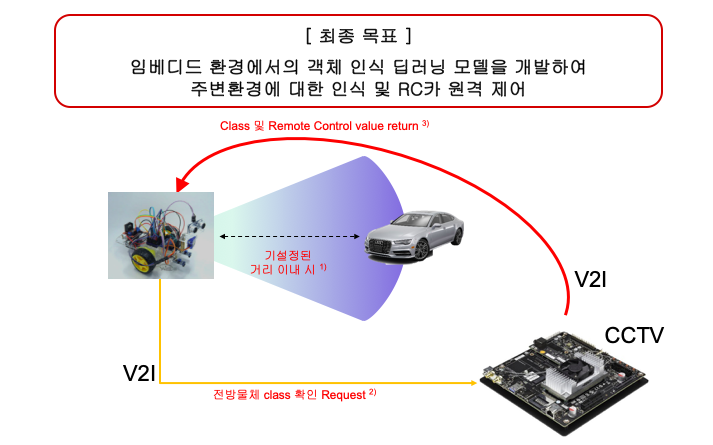 [ 최종 목표 ]
임베디드 환경에서의 객체 인식 딥러닝 모델을 개발하여
주변환경에 대한 인식 및 RC카 원격 제어
Class 및 Remote Control value return 3)
기설정된
거리 이내 시 1)
V2I
CCTV
V2I
전방물체 class 확인 Request 2)